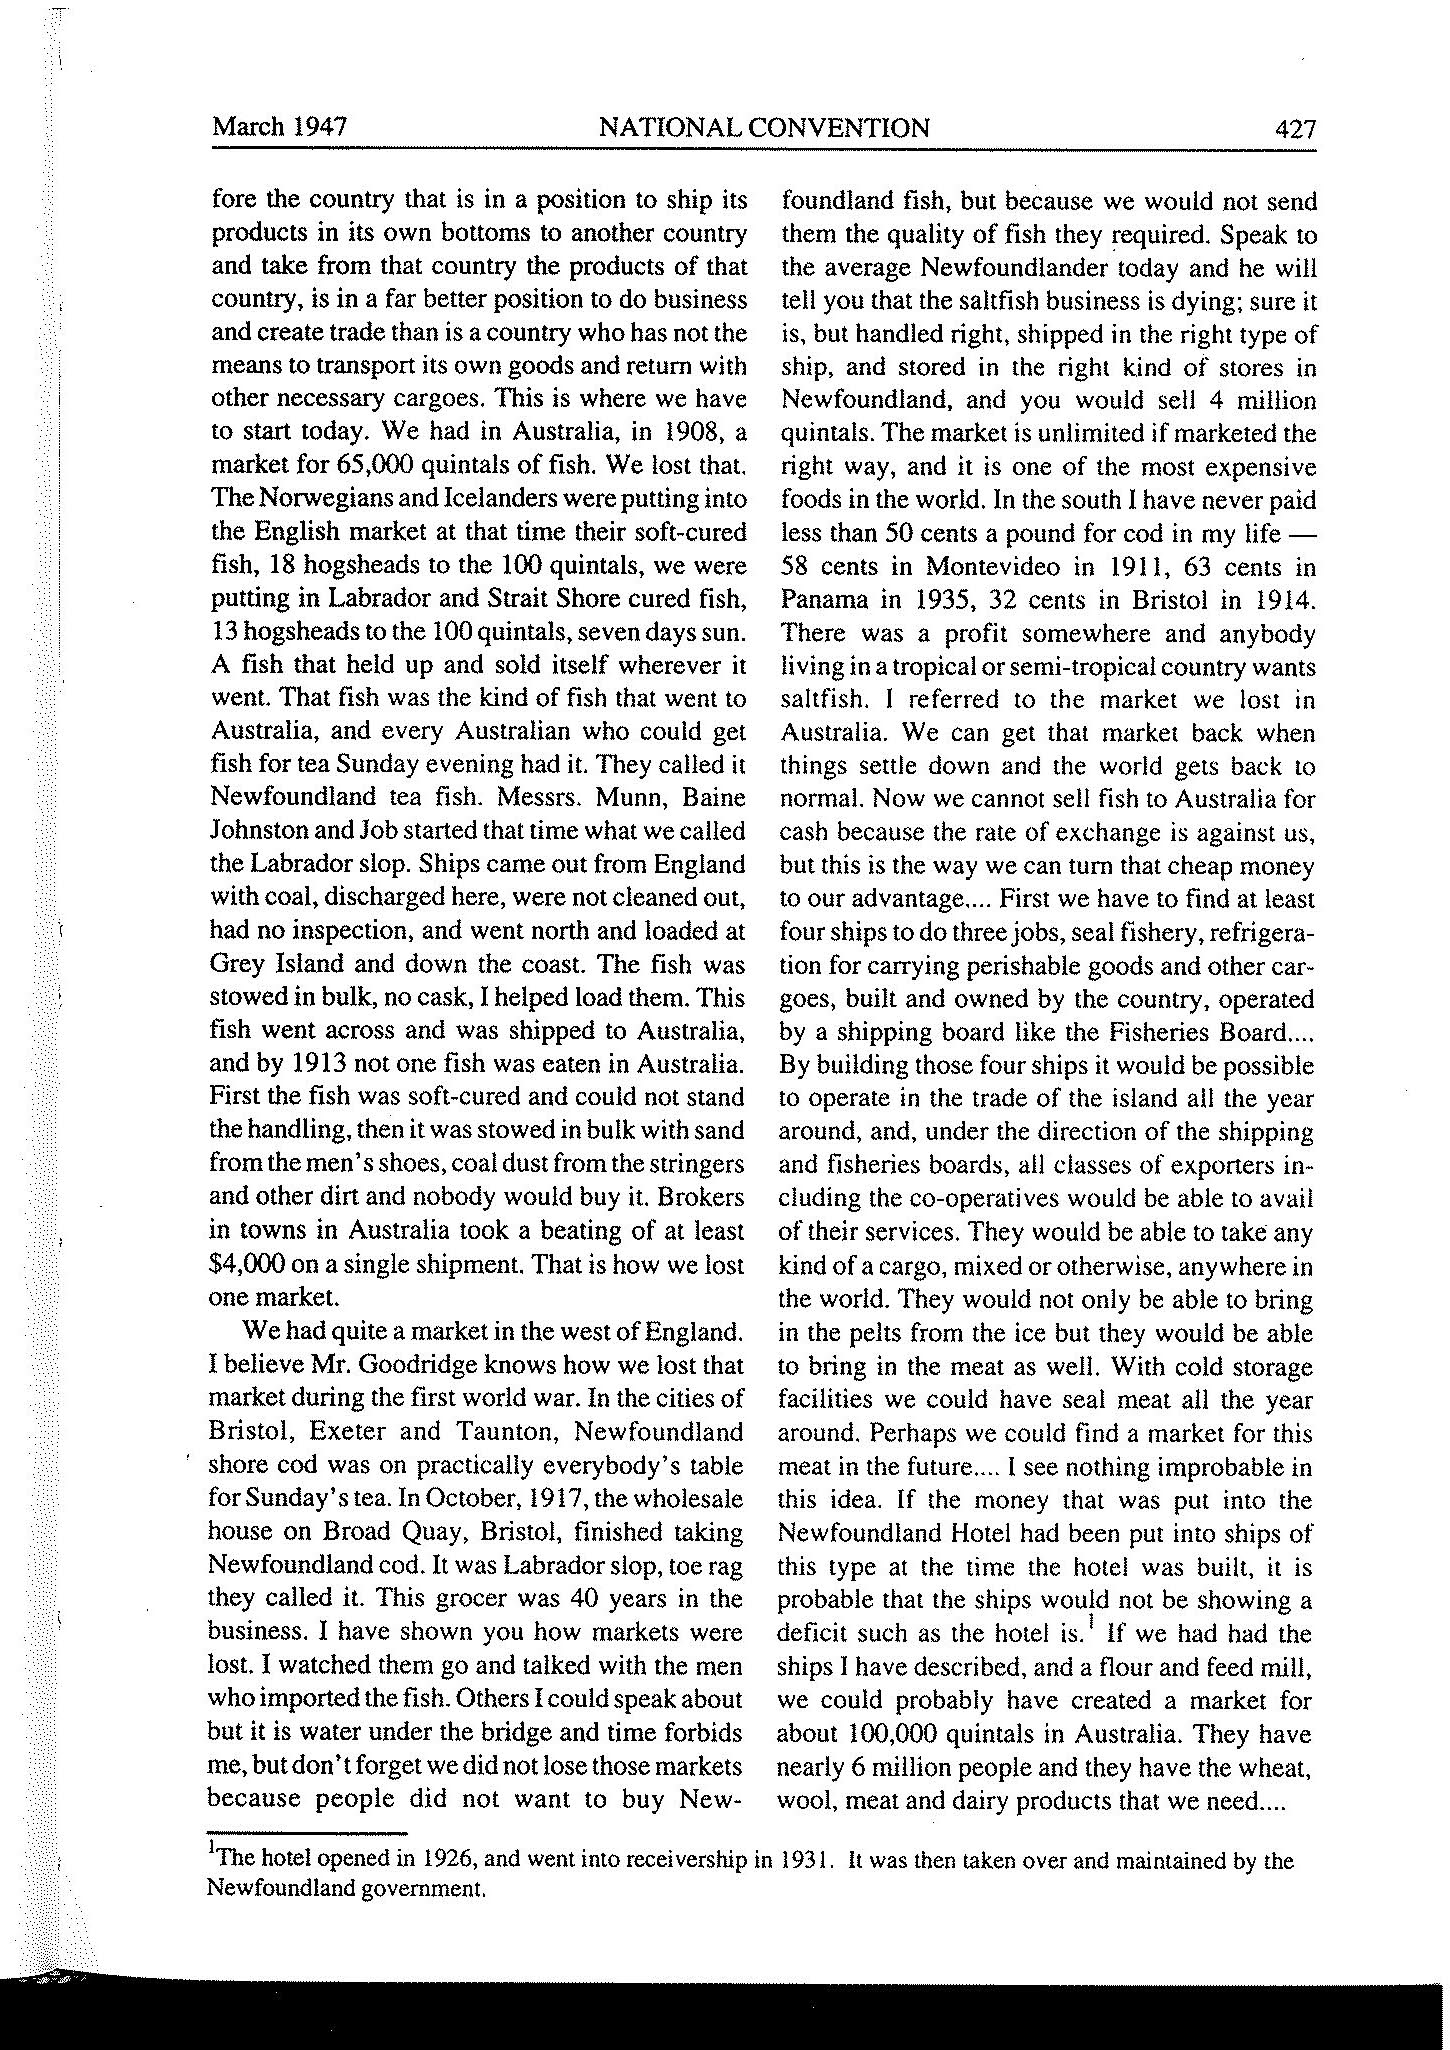 March 1947 NATIONAL CONVENTION 427
fore the country that is in a position to ship its
products in its own bottoms to another country
and take from that country the products of that
country, is in a far better position to do business
and create trade than is a country who has not the
means to transport its own goods and return with
other necessary cargoes. This is where we have
to start today. We had in Australia, in 1908, a
market for 65,000 quintals of fish. We lost that.
The Norwegians and Icelanders were putting into
the English market at that time their soft-cured
fish, 18 hogsheads to the 100 quintals, we were
putting in Labrador and Strait Shore cured fish,
13 hogsheads to the 100 quintals, seven days sun.
A fish that held up and sold itself wherever it
went. That fish was the kind of fish that went to
Australia, and every Australian who could get
fish for tea Sunday evening had it. They called it
Newfoundland tea fish. Messrs. Munn, Baine
Johnston and Job started that time what we called
the Labrador slop. Ships came out from England
with coal, discharged here, were not cleaned out,
had no inspection, and went north and loaded at
Grey Island and down the coast. The fish was
stowed in bulk, no cask, I helped load them. This
fish went across and was shipped to Australia,
and by 1913 not one fish was eaten in Australia.
First the fish was soft-cured and could not stand
the handling, then it was stowed in bulk with sand
from the men's shoes, coal dust from the stringers
and other dirt and nobody would buy it. Brokers
in towns in Australia took a beating of at least
$4,000 on a single shipment. That is how we lost
one market.
We had quite a market in the west of England.
I believe Mr. Goodridge knows how we lost that
market during the first world war. In the cities of
Bristol, Exeter and Taunton, Newfoundland
shore cod was on practically everybody's table
for Sunday's tea. In October, 1917, the wholesale
house on Broad Quay, Bristol, finished taking
Newfoundland cod. It was Labrador slop, toe rag
they called it. This grocer was 40 years in the
business. I have shown you how markets were
lost. I watched them go and talked with the men
who imported the fish. Others I could speak about
but it is water under the bridge and time forbids
me, but don't forget we did not lose those markets
because people did not want to buy New-
foundland fish, but because we would not send
them the quality of fish they required. Speak to
the average Newfoundlander today and he will
tell you that the saltfish business is dying; sure it
is, but handled right, shipped in the right type of
ship, and stored in the right kind of stores in
Newfoundland, and you would sell 4 million
quintals. The market is unlimited if marketed the
right way, and it is one of the most expensive
foods in the world. In the south I have never paid
less than 50 cents a pound for cod in my life —
58 cents in Montevideo in 1911, 63 cents in
Panama in 1935, 32 cents in Bristol in 1914.
There was a profit somewhere and anybody
living in a tropical or semi-tropical country wants
saltfish. I referred to the market we lost in
Australia. We can get that market back when
things settle down and the world gets back to
normal. Now we cannot sell fish to Australia for
cash because the rate of exchange is against us,
but this is the way we can turn that cheap money
to our advantage.... First we have to find at least
four ships to do three jobs, seal fishery, refrigera-
tion for carrying perishable goods and other car-
goes, built and owned by the country, operated
by a shipping board like the Fisheries Board....
By building those four ships it would be possible
to operate in the trade of the island all the year
around, and, under the direction of the shipping
and fisheries boards, all classes of exporters in-
cluding the co-operatives would be able to avail
of their services. They would be able to take any
kind of a cargo, mixed or otherwise, anywhere in
the world. They would not only be able to bring
in the pelts from the ice but they would be able
to bring in the meat as well. With cold storage
facilities we could have seal meat all the year
around. Perhaps we could find a market for this
meat in the future.... I see nothing improbable in
this idea. If the money that was put into the
Newfoundland Hotel had been put into ships of
this type at the time the hotel was built, it is
probable that the ships would not be showing a
deficit such as the hotel is.¹ If we had had the
ships I have described, and a flour and feed mill,
we could probably have created a market for
about 100,000 quintals in Australia. They have
nearly 6 million people and they have the wheat,
wool, meat and dairy products that we need....
¹The hotel opened in 1926, and went into receivership in 1931. It was then taken over and maintained by the
Newfoundland government.